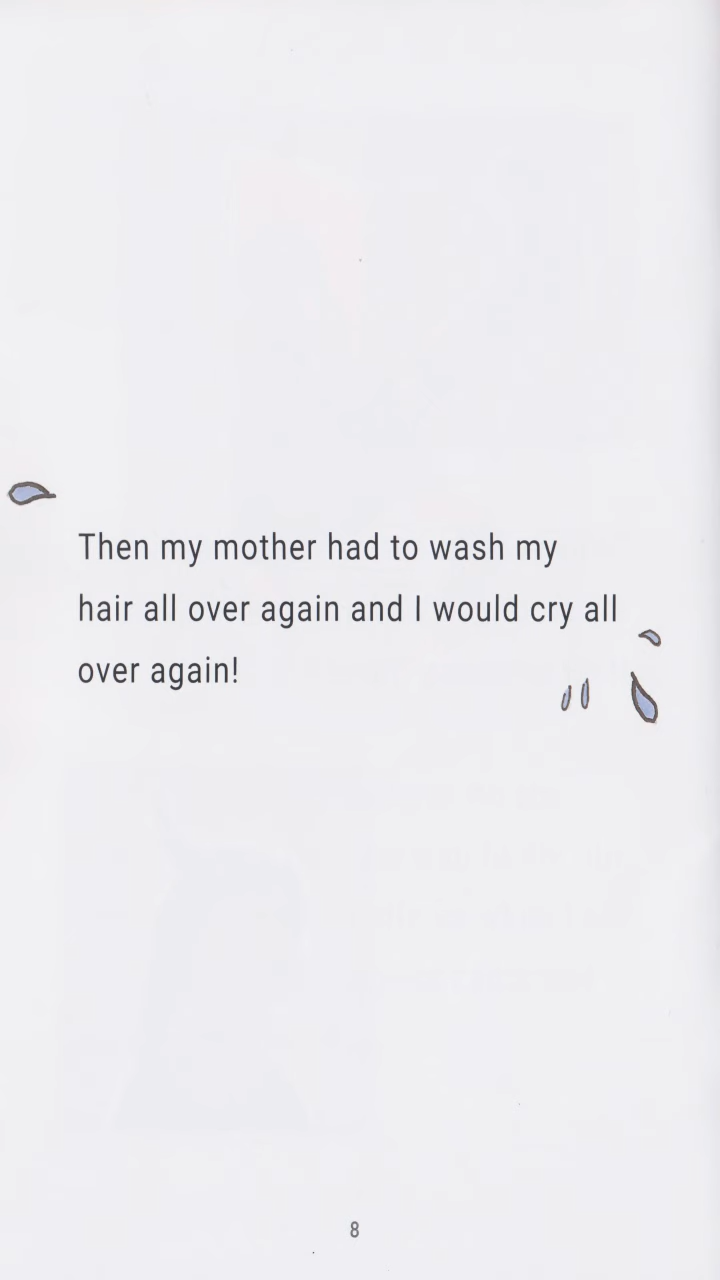 Then my mother had to wash my
hair all over again and I would cry all
over again!
8